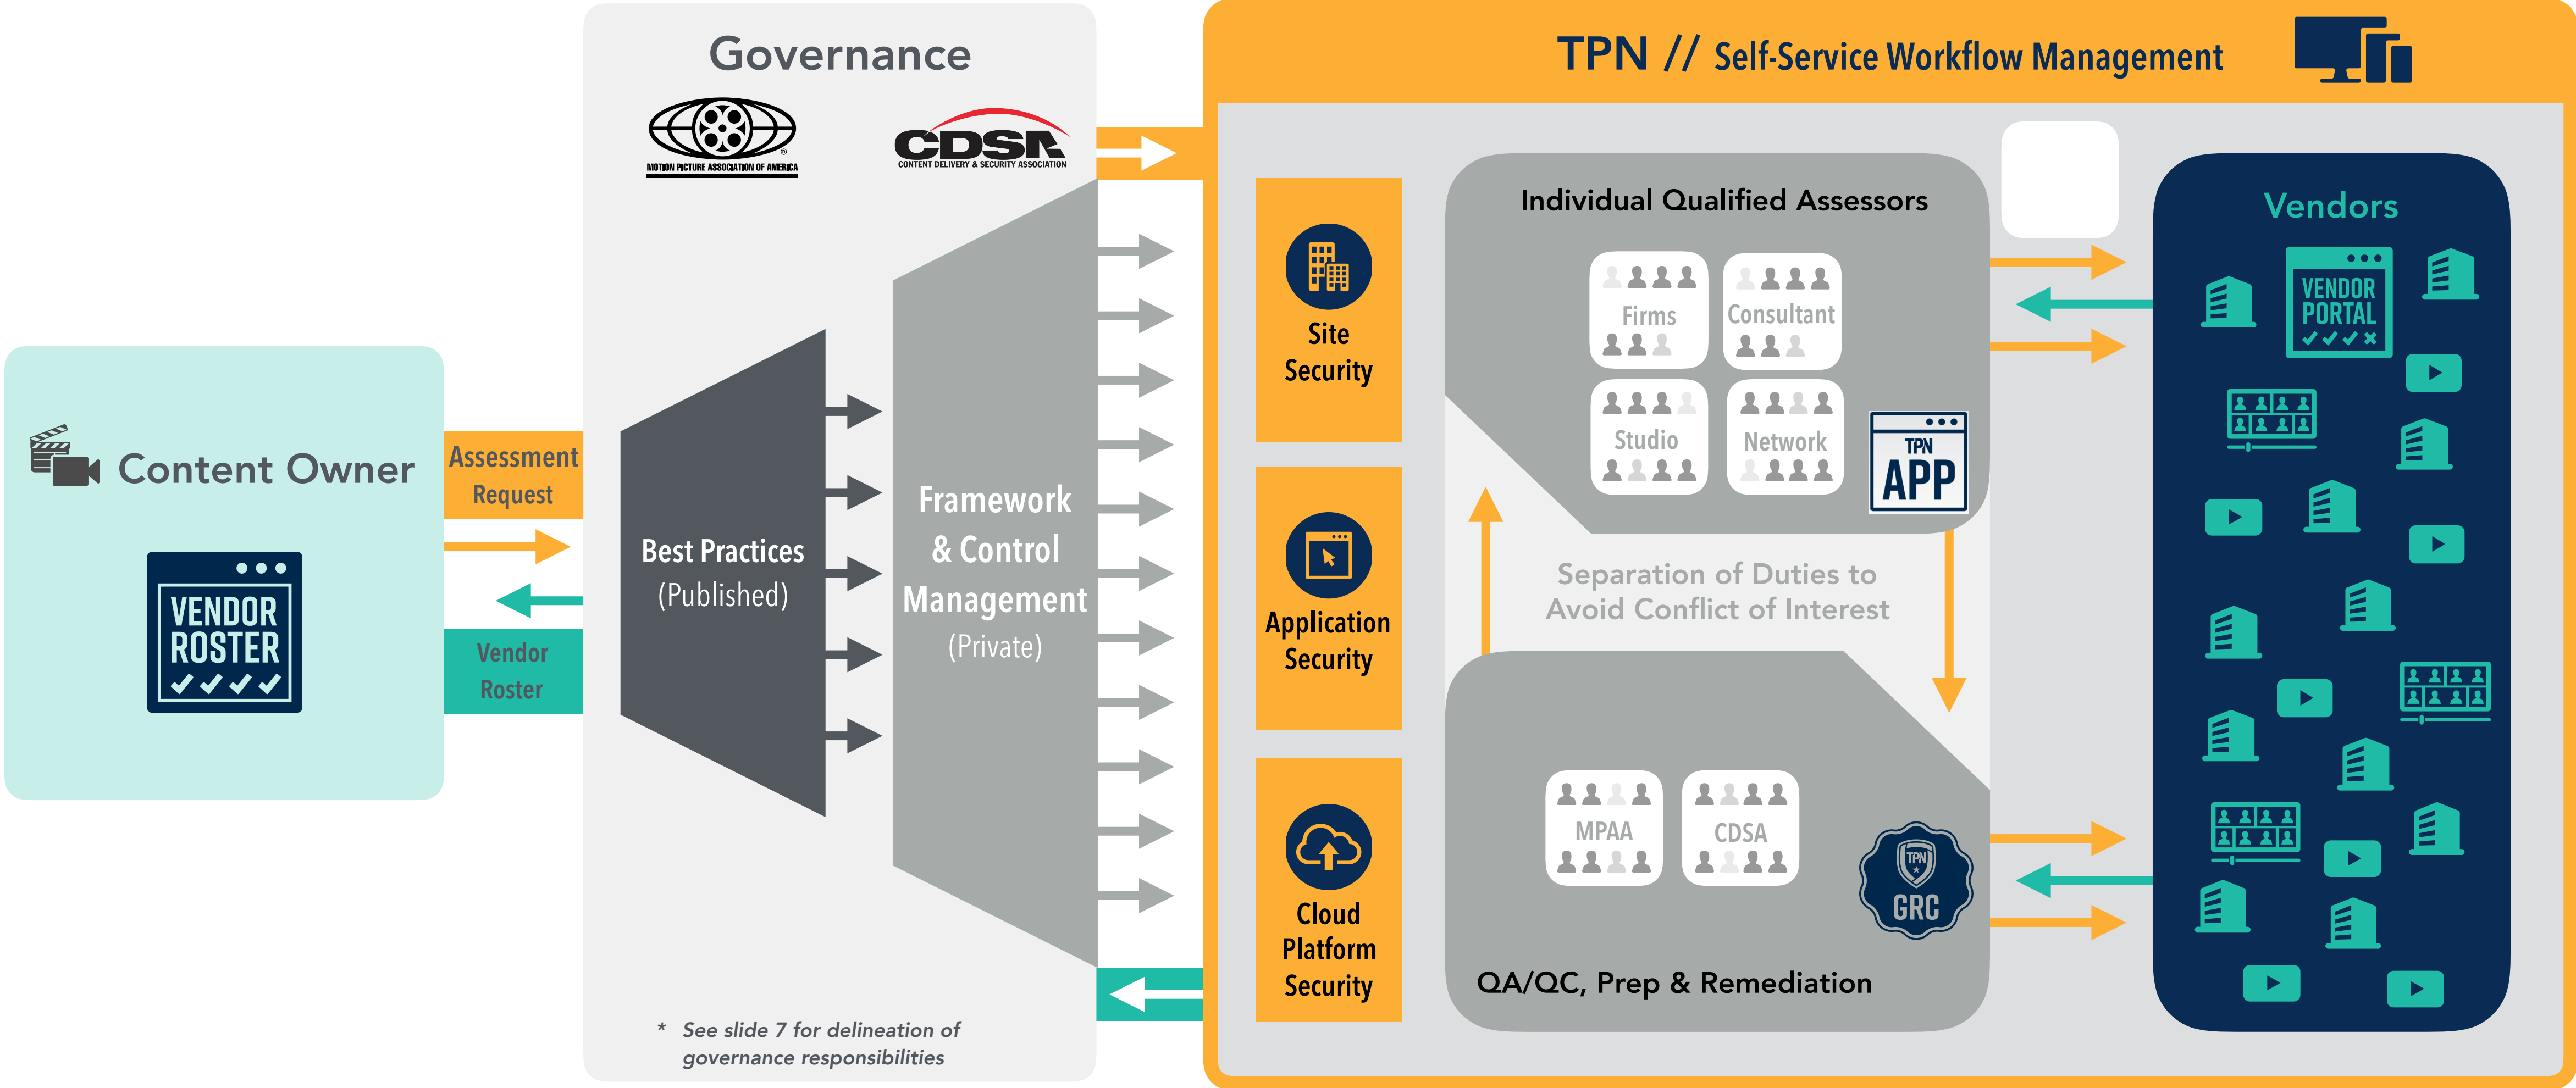 Governance
MOTION PICTURE ASSOCIATION OF AMERICA
®
CDSA
CONTENT DELIVERY & SECURITY ASSOCIATION
TPN // Self-Service Workflow Management
Content Owner
VENDOR
ROSTER
Assessment
Request
Vendor
Roster
Best Practices
(Published)
Framework
& Control
Management
(Private)
* See slide 7 for delineation of
governance responsibilities
Site
Security
Application
Security
Cloud
Platform
Security
Individual Qualified Assessors
Firms
Consultant
Studio
Network
TPN
APP
Separation of Duties to
Avoid Conflict of Interest
MPAA
CDSA
TPN
GRC
QA/QC, Prep & Remediation
Vendors
VENDOR
PORTAL